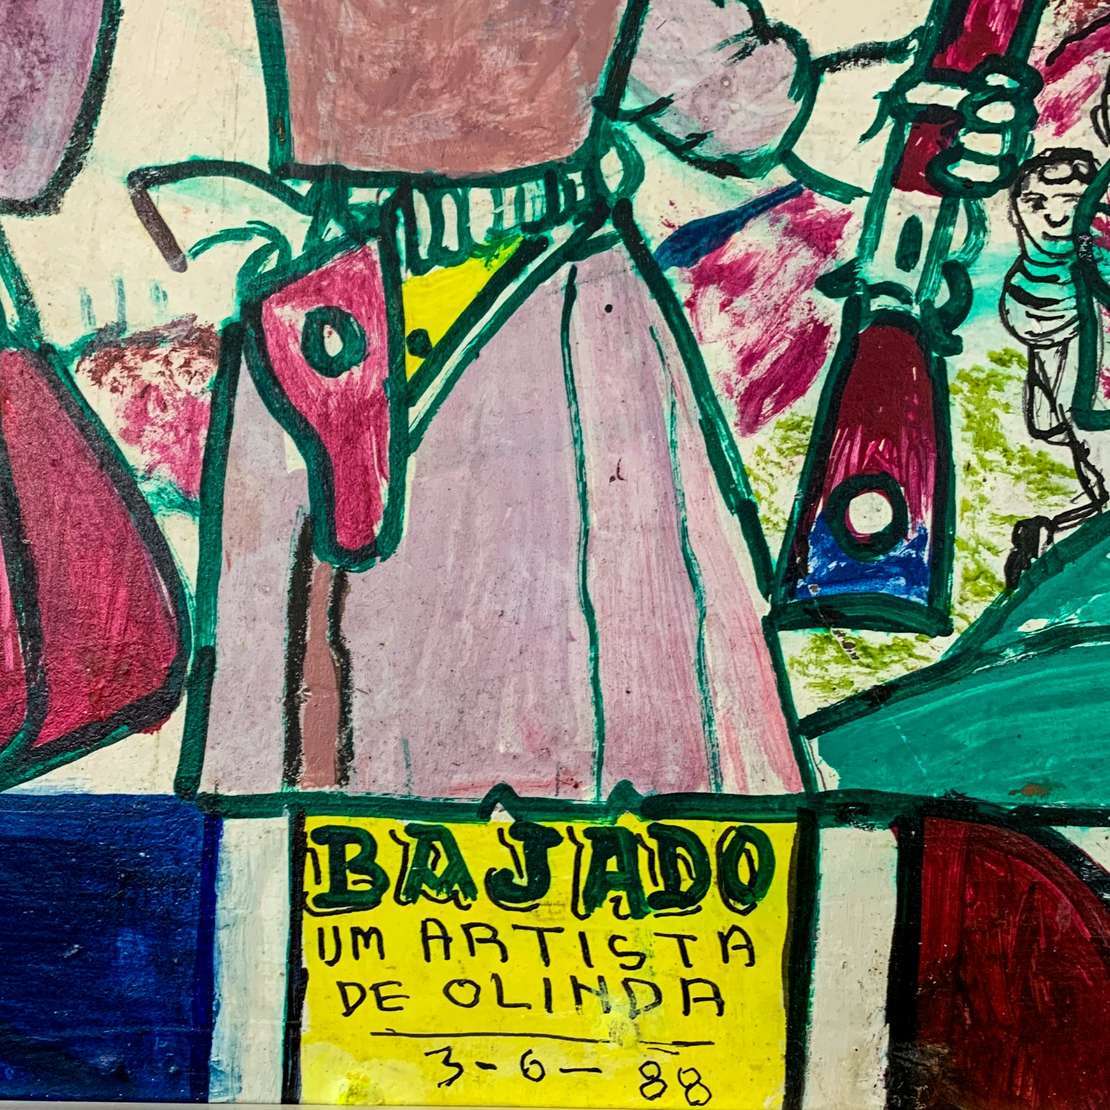 BAJADO
UM ARTISTA
DE OLINDA
3-6-88